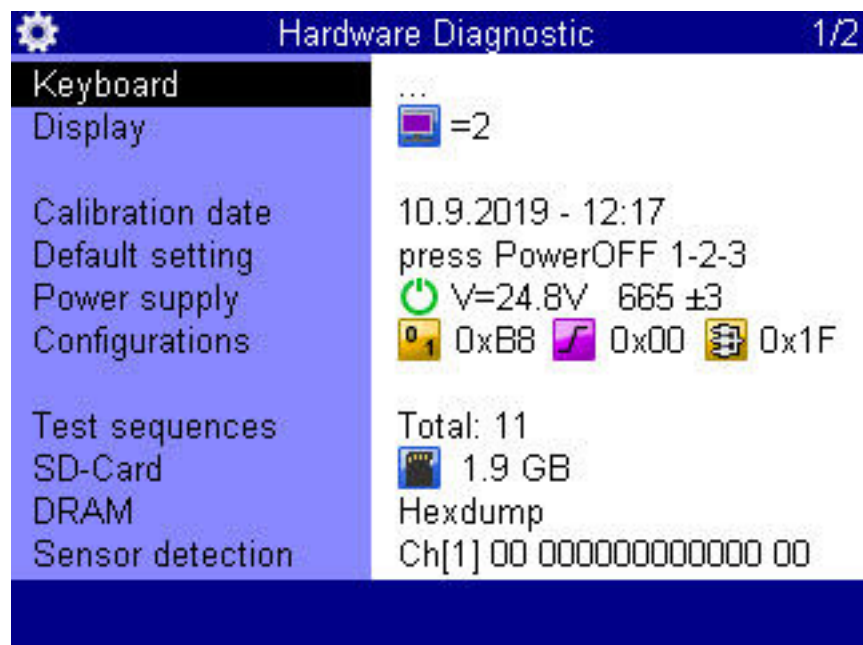 Hardware Diagnostic 1/2
Keyboard ...
Display =2
Calibration date 10.9.2019 - 12:17
Default setting press PowerOFF 1-2-3
Power supply V=24.8V 665 ±3
Configurations 0 1 0xB8 0x00 0x1F
Test sequences Total: 11
SD-Card 1.9 GB
DRAM Hexdump
Sensor detection Ch[1] 00 000000000000 00